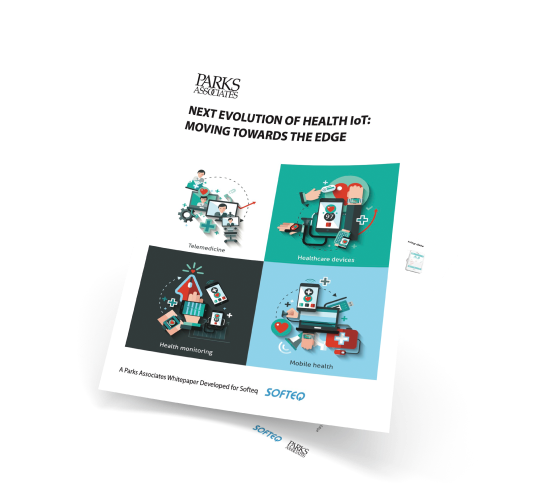 PARKS
ASSOCIATES
NEXT EVOLUTION OF HEALTH IoT:
MOVING TOWARDS THE EDGE
Telemedicine
97
Healthcare devices
Health monitoring
Mobile health
A Parks Associates Whitepaper Developed for Softeq
SOFTEQ
SOFTEQ
PARKS
ASSOCIATES